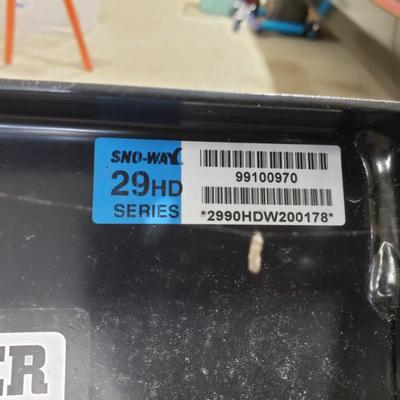 SNO-WAY
29HD
SERIES
99100970
*2990HDW200178*
ER